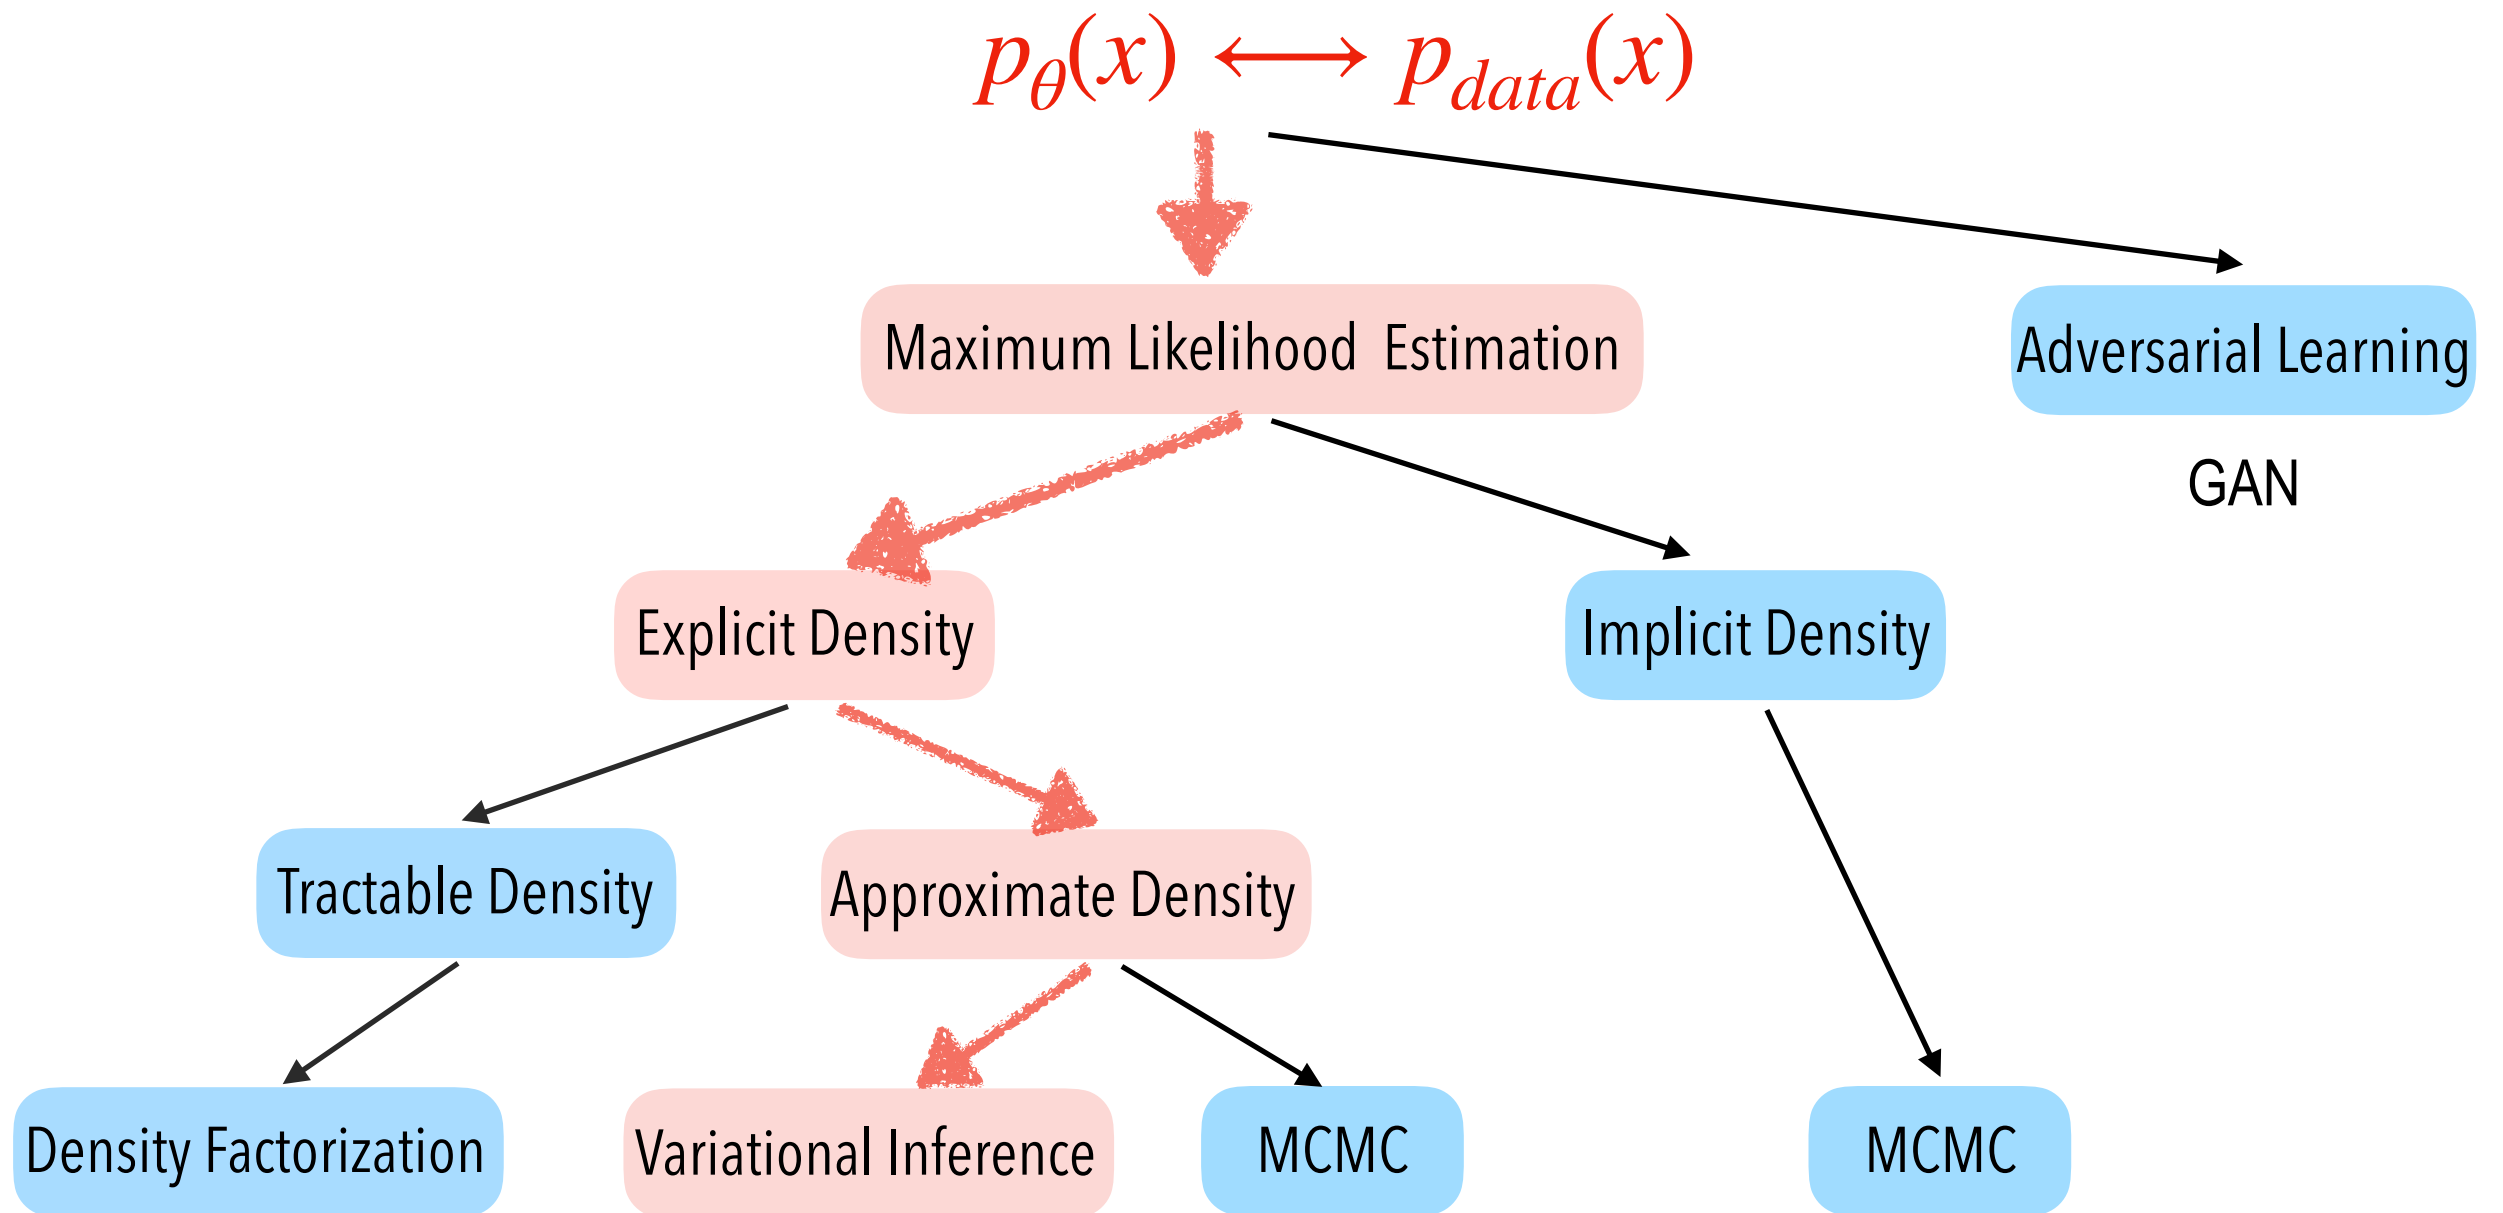 pθ(x) ⟷ pdata(x)
Maximum Likelihood Estimation
Adversarial Learning
GAN
Explicit Density
Implicit Density
Tractable Density
Approximate Density
Density Factorization
Variational Inference
MCMC
MCMC